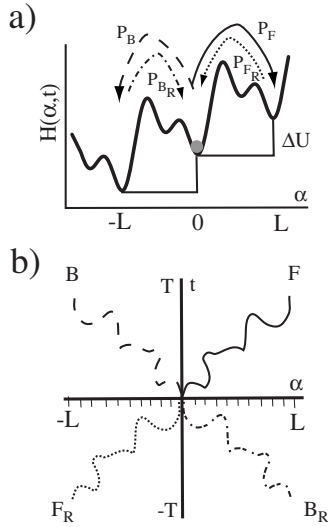 a)
P_B
P_F
P_{B_R}
P_{F_R}
H(α,t)
ΔU
α
-L
0
L
b)
B
T
t
F
α
-L
L
F_R
-T
B_R